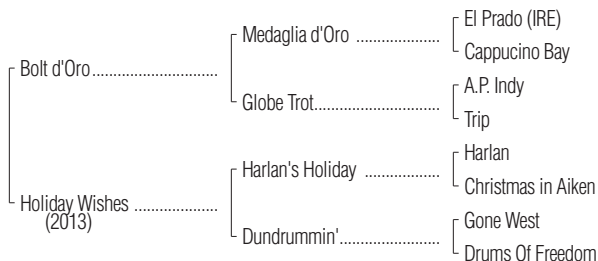 El Prado (IRE)
Medaglia d'Oro ....................
Cappucino Bay
Bolt d'Oro..............................
A.P. Indy
Globe Trot..............................
Trip
Harlan
Harlan's Holiday ..................
Christmas in Aiken
Holiday Wishes ....................
(2013)
Gone West
Dundrummin'........................
Drums Of Freedom